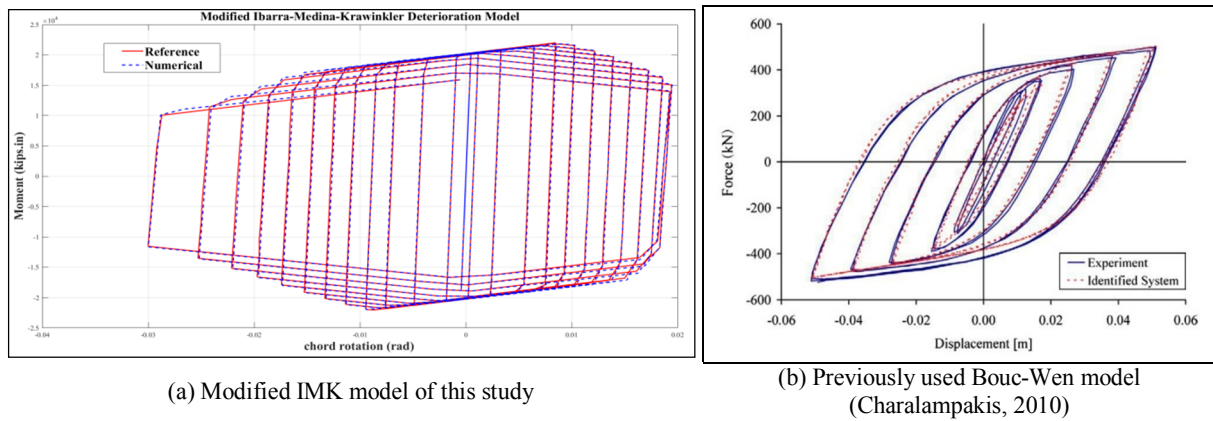 Modified Ibarra-Medina-Krawinkler Deterioration Model
×10⁴
2.5
2
1.5
1
0.5
0
-0.5
-1
-1.5
-2
-2.5
Moment (kips.in)
Reference
Numerical
-0.04
-0.03
-0.02
-0.01
0
0.01
0.02
chord rotation (rad)
(a) Modified IMK model of this study
600
400
200
0
-200
-400
-600
Force (kN)
Experiment
Identified System
-0.06
-0.04
-0.02
0.00
0.02
0.04
0.06
Displacement [m]
(b) Previously used Bouc-Wen model
(Charalampakis, 2010)